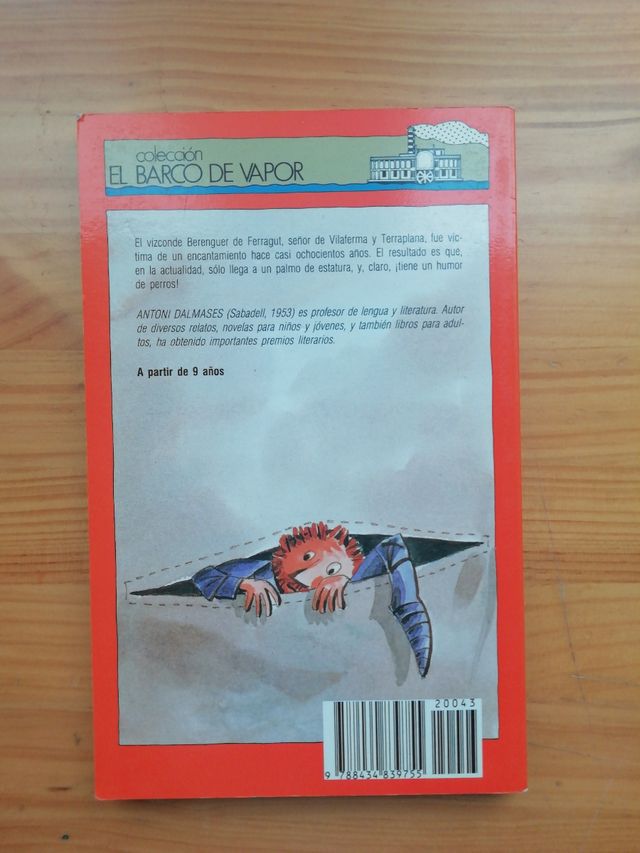 colección
EL BARCO DE VAPOR
El vizconde Berenguer de Ferragut, señor de Vilaferma y Terraplana, fue víc-
tima de un encantamiento hace casi ochocientos años. El resultado es que,
en la actualidad, sólo llega a un palmo de estatura, y, claro, ¡tiene un humor
de perros!
ANTONI DALMASES (Sabadell, 1953) es profesor de lengua y literatura. Autor
de diversos relatos, novelas para niños y jóvenes, y también libros para adul-
tos, ha obtenido importantes premios literarios.
A partir de 9 años
20043
9 788434 839755